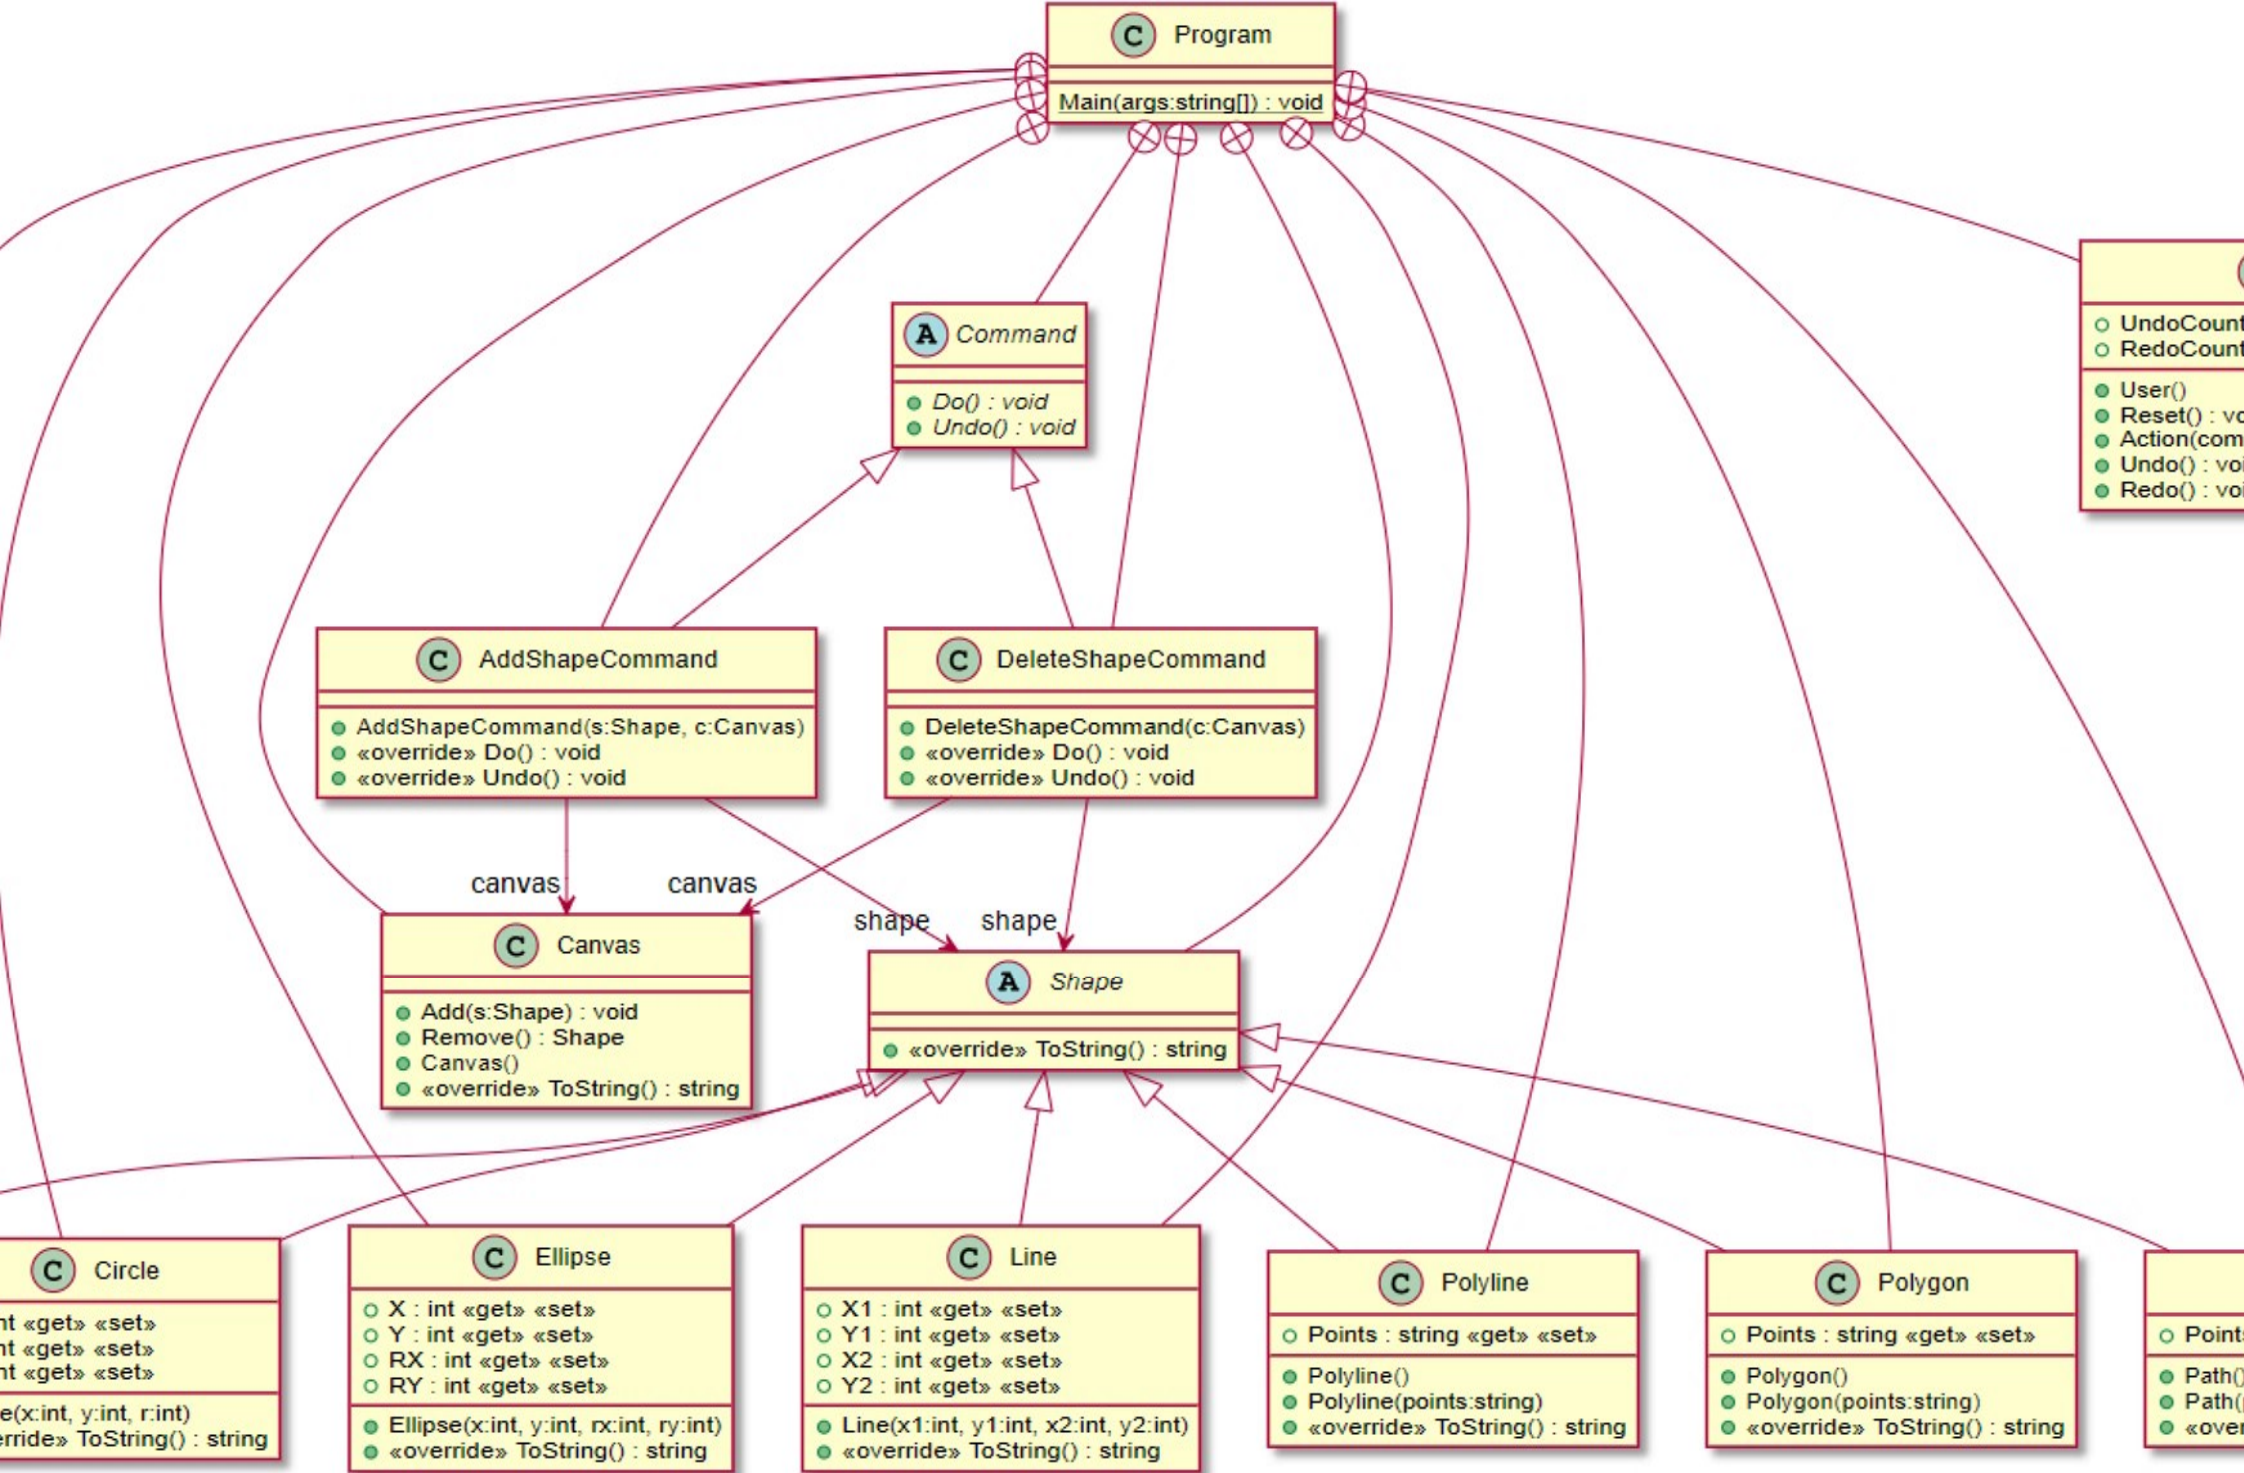 C Program
Main(args:string[]) : void
A Command
Do() : void
Undo() : void
UndoCount
RedoCount
User()
Reset() : vo
Action(com
Undo() : voi
Redo() : voi
C AddShapeCommand
AddShapeCommand(s:Shape, c:Canvas)
«override» Do() : void
«override» Undo() : void
C DeleteShapeCommand
DeleteShapeCommand(c:Canvas)
«override» Do() : void
«override» Undo() : void
canvas
canvas
shape
shape
C Canvas
Add(s:Shape) : void
Remove() : Shape
Canvas()
«override» ToString() : string
A Shape
«override» ToString() : string
C Circle
nt «get» «set»
nt «get» «set»
nt «get» «set»
e(x:int, y:int, r:int)
erride» ToString() : string
C Ellipse
X : int «get» «set»
Y : int «get» «set»
RX : int «get» «set»
RY : int «get» «set»
Ellipse(x:int, y:int, rx:int, ry:int)
«override» ToString() : string
C Line
X1 : int «get» «set»
Y1 : int «get» «set»
X2 : int «get» «set»
Y2 : int «get» «set»
Line(x1:int, y1:int, x2:int, y2:int)
«override» ToString() : string
C Polyline
Points : string «get» «set»
Polyline()
Polyline(points:string)
«override» ToString() : string
C Polygon
Points : string «get» «set»
Polygon()
Polygon(points:string)
«override» ToString() : string
Point
Path()
Path(
«over